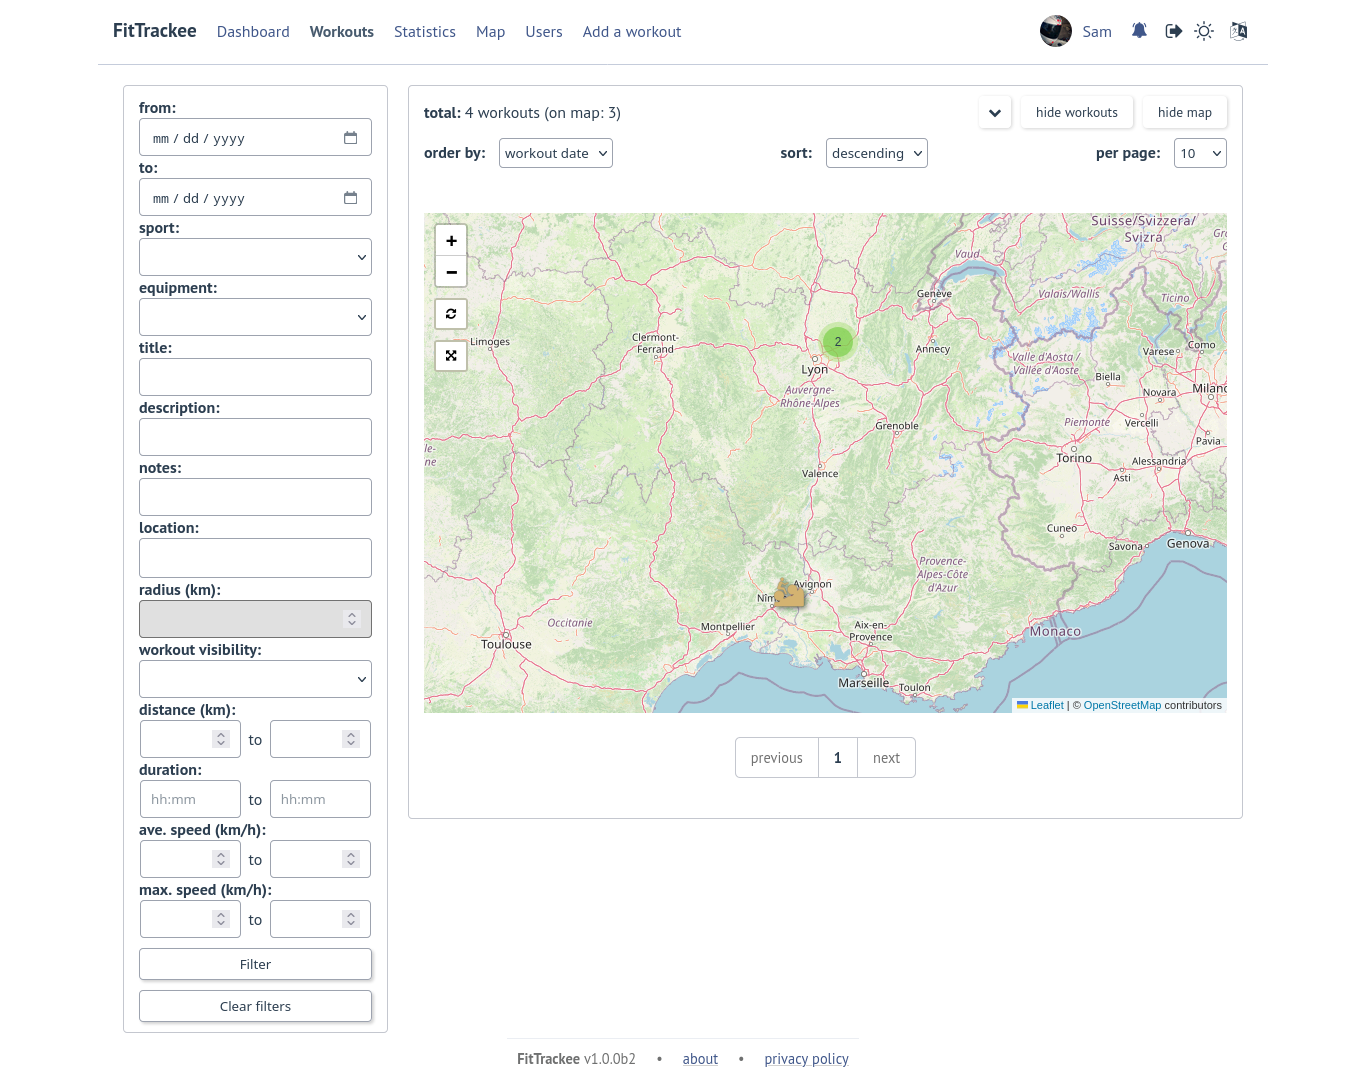 FitTrackee Dashboard Workouts Statistics Map Users Add a workout Sam
from:
mm / dd / yyyy
to:
mm / dd / yyyy
sport:
equipment:
title:
description:
notes:
location:
radius (km):
workout visibility:
distance (km):
to
duration:
hh:mm to hh:mm
ave. speed (km/h):
to
max. speed (km/h):
to
Filter
Clear filters
total: 4 workouts (on map: 3) hide workouts hide map
order by: workout date sort: descending per page: 10
+
−
Suisse/Svizzera/
Svizra
Vaud
Genève
Valais/Wallis
Ticino
Limoges
Clermont-
Ferrand
2
Lyon
Annecy
Valle d'Aosta /
Vallée d'Aoste
Varese
Como
Biella
Novara
Auvergne-
Rhône-Alpes
Grenoble
Piemonte
Vercelli
Pavia
Torino
Alessandria
Asti
Valence
Cuneo
Savona
Genova
Provence-
Alpes-Côte
d'Azur
Avignon
Occitanie
Montpellier
Aix-en-
Provence
Monaco
Toulouse
Marseille
Toulon
Leaflet | © OpenStreetMap contributors
previous 1 next
FitTrackee v1.0.0b2 • about • privacy policy